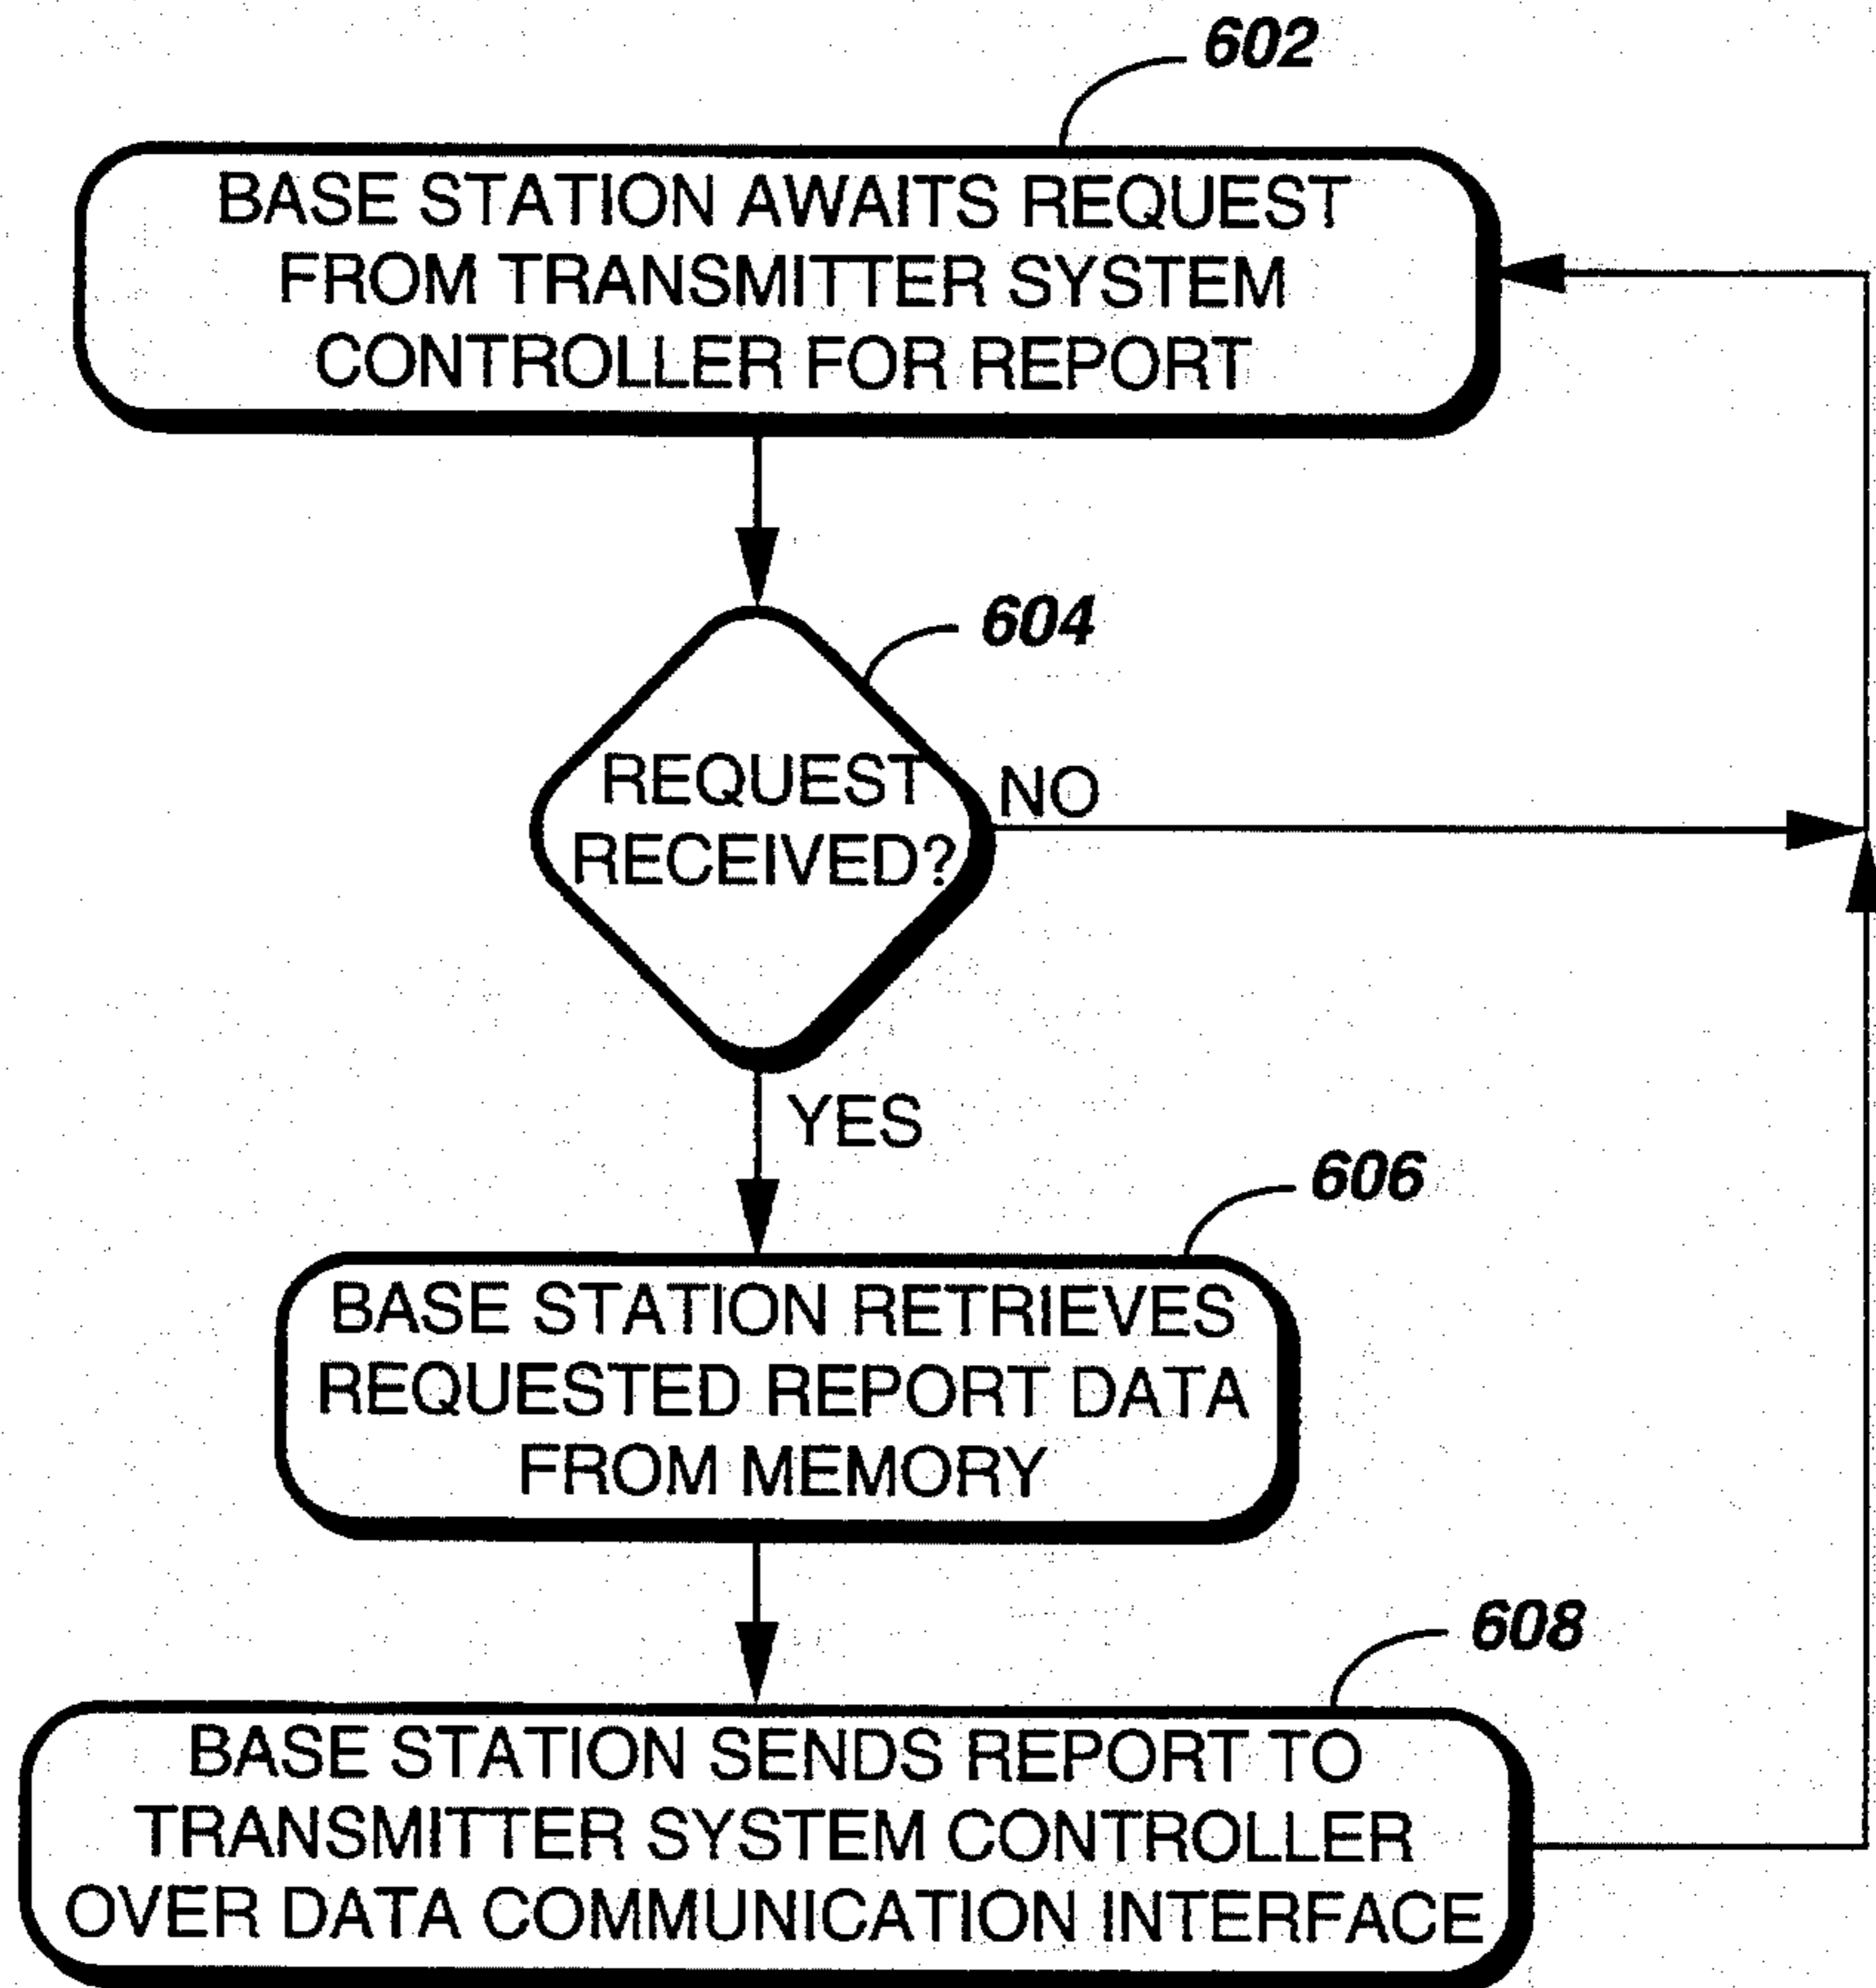 602
BASE STATION AWAITS REQUEST
FROM TRANSMITTER SYSTEM
CONTROLLER FOR REPORT
604
REQUEST
RECEIVED?
NO
YES
606
BASE STATION RETRIEVES
REQUESTED REPORT DATA
FROM MEMORY
608
BASE STATION SENDS REPORT TO
TRANSMITTER SYSTEM CONTROLLER
OVER DATA COMMUNICATION INTERFACE